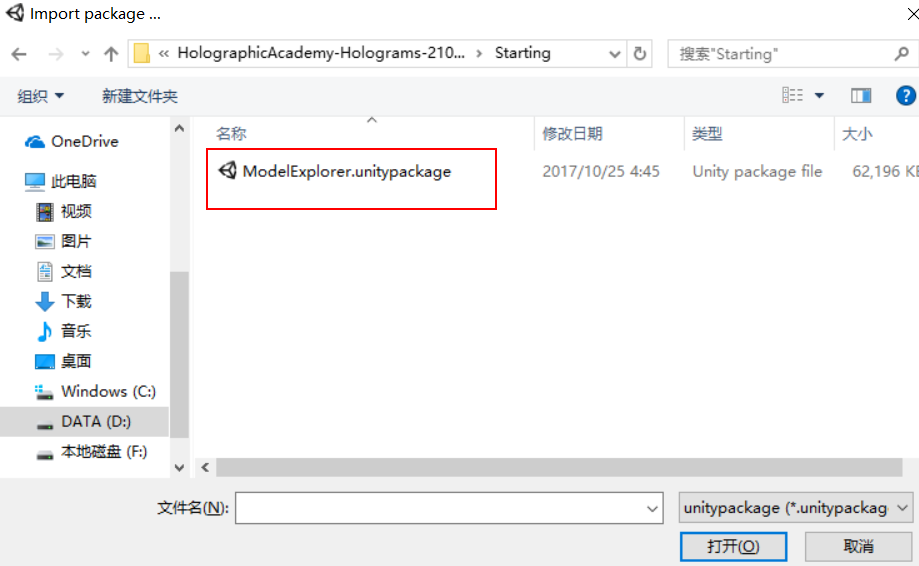 Import package ...
« HolographicAcademy-Holograms-210... › Starting
搜索"Starting"
组织
新建文件夹
名称
修改日期
类型
大小
OneDrive
此电脑
视频
图片
文档
下载
音乐
桌面
Windows (C:)
DATA (D:)
本地磁盘 (F:)
ModelExplorer.unitypackage
2017/10/25 4:45
Unity package file
62,196 KB
文件名(N):
unitypackage (*.unitypackag
打开(O)
取消